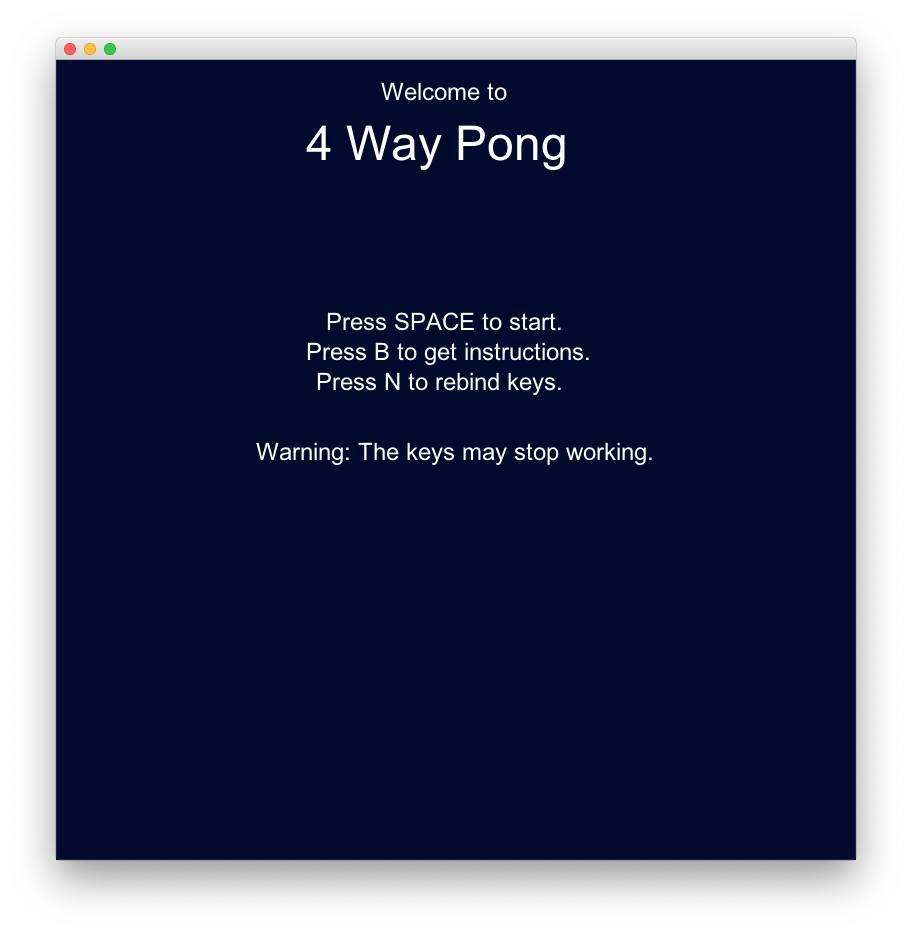 Welcome to
4 Way Pong
Press SPACE to start.
Press B to get instructions.
Press N to rebind keys.
Warning: The keys may stop working.